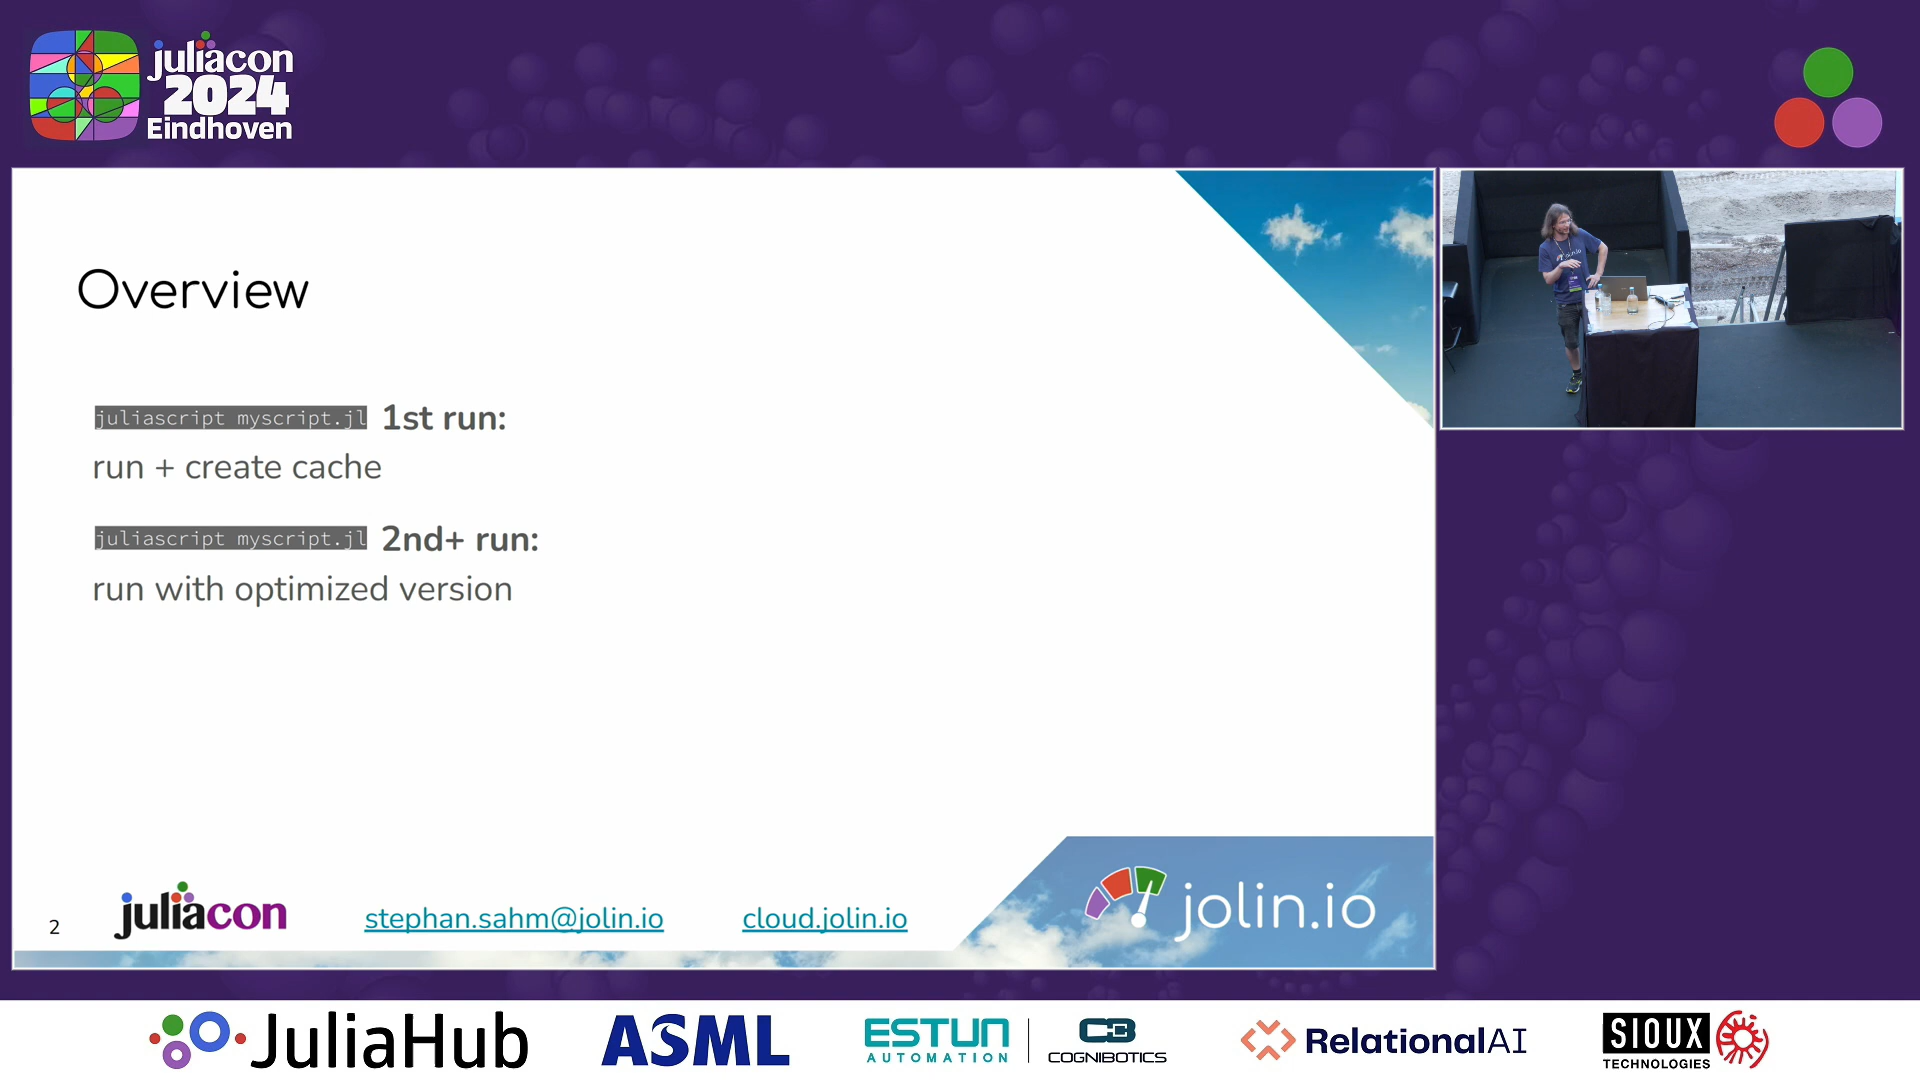 juliacon
2024
Eindhoven
Overview
juliascript myscript.jl 1st run:
run + create cache
juliascript myscript.jl 2nd+ run:
run with optimized version
2
juliacon
stephan.sahm@jolin.io
cloud.jolin.io
jolin.io
JuliaHub
ASML
ESTUN
AUTOMATION
COGNIBOTICS
RelationalAI
SIOUX
TECHNOLOGIES